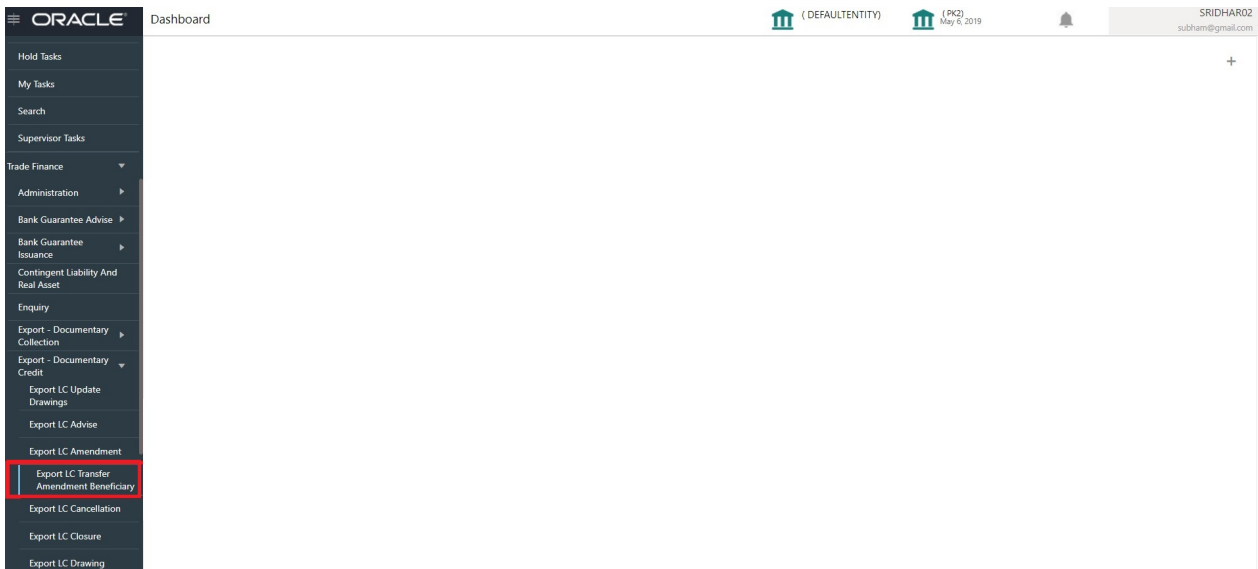 ORACLE
Dashboard
( DEFAULTENTITY)
( PK2)
May 6, 2019
SRIDHAR02
subham@gmail.com
Hold Tasks
My Tasks
Search
Supervisor Tasks
Trade Finance
Administration
Bank Guarantee Advise
Bank Guarantee
Issuance
Contingent Liability And
Real Asset
Enquiry
Export - Documentary
Collection
Export - Documentary
Credit
Export LC Update
Drawings
Export LC Advise
Export LC Amendment
Export LC Transfer
Amendment Beneficiary
Export LC Cancellation
Export LC Closure
Export LC Drawing